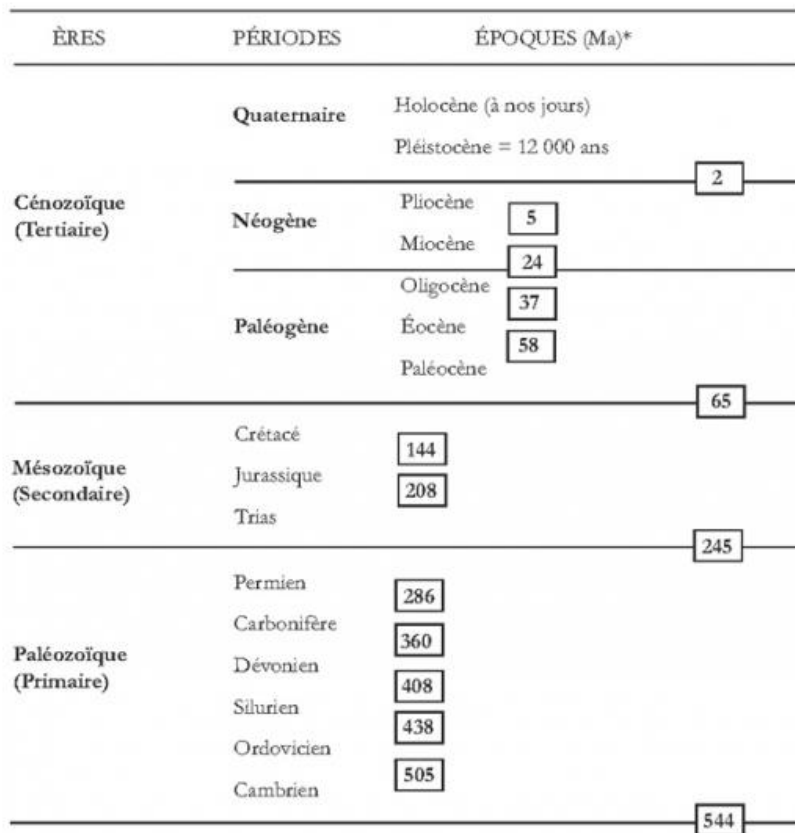 ÈRES PÉRIODES ÉPOQUES (Ma)*
Quaternaire Holocène (à nos jours)
Pléistocène = 12 000 ans
2
Cénozoïque
(Tertiaire)
Néogène
Pliocène
5
Miocène
24
Paléogène
Oligocène
37
Éocène
58
Paléocène
65
Mésozoïque
(Secondaire)
Crétacé
144
Jurassique
208
Trias
245
Paléozoïque
(Primaire)
Permien
286
Carbonifère
360
Dévonien
408
Silurien
438
Ordovicien
505
Cambrien
544